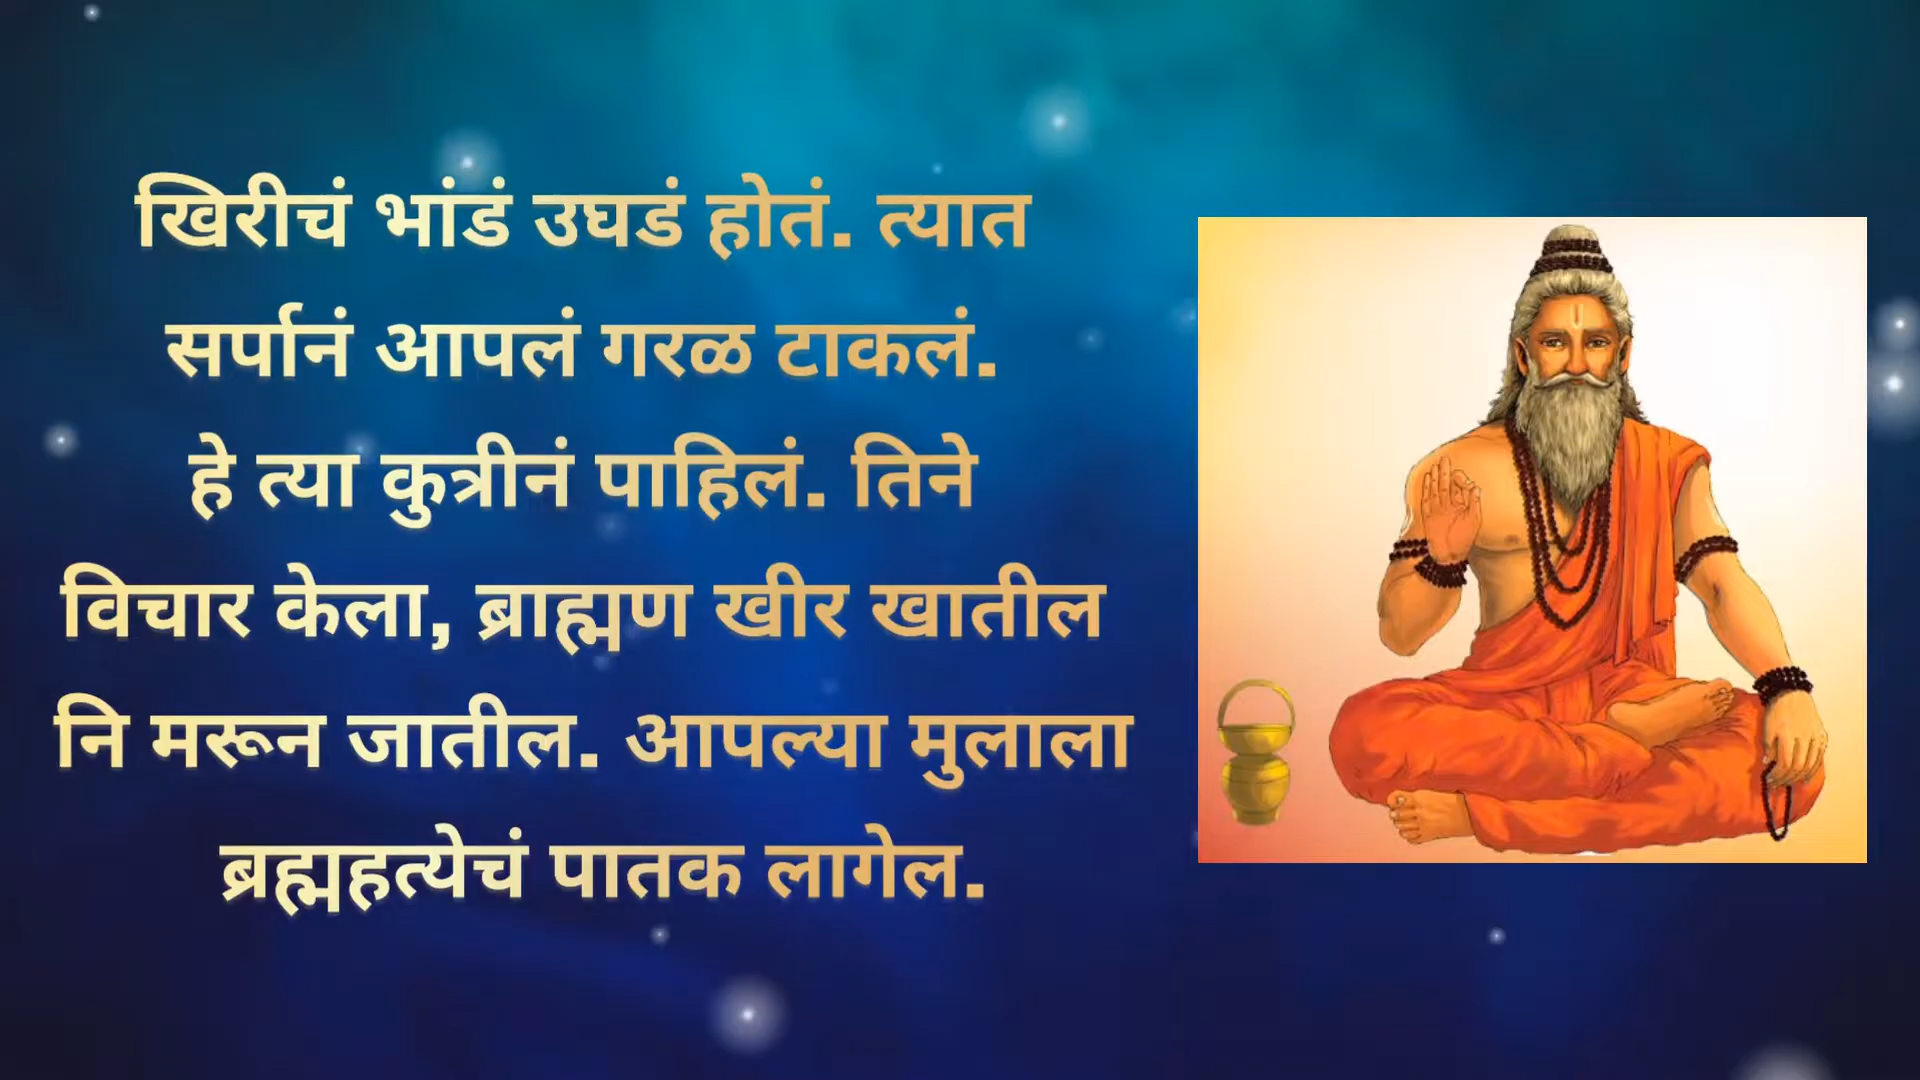 खिरीचं भांडं उघडं होतं. त्यात
सर्पानं आपलं गरळ टाकलं.
हे त्या कुत्रीनं पाहिलं. तिने
विचार केला, ब्राह्मण खीर खातील
नि मरून जातील. आपल्या मुलाला
ब्रह्महत्येचं पातक लागेल.